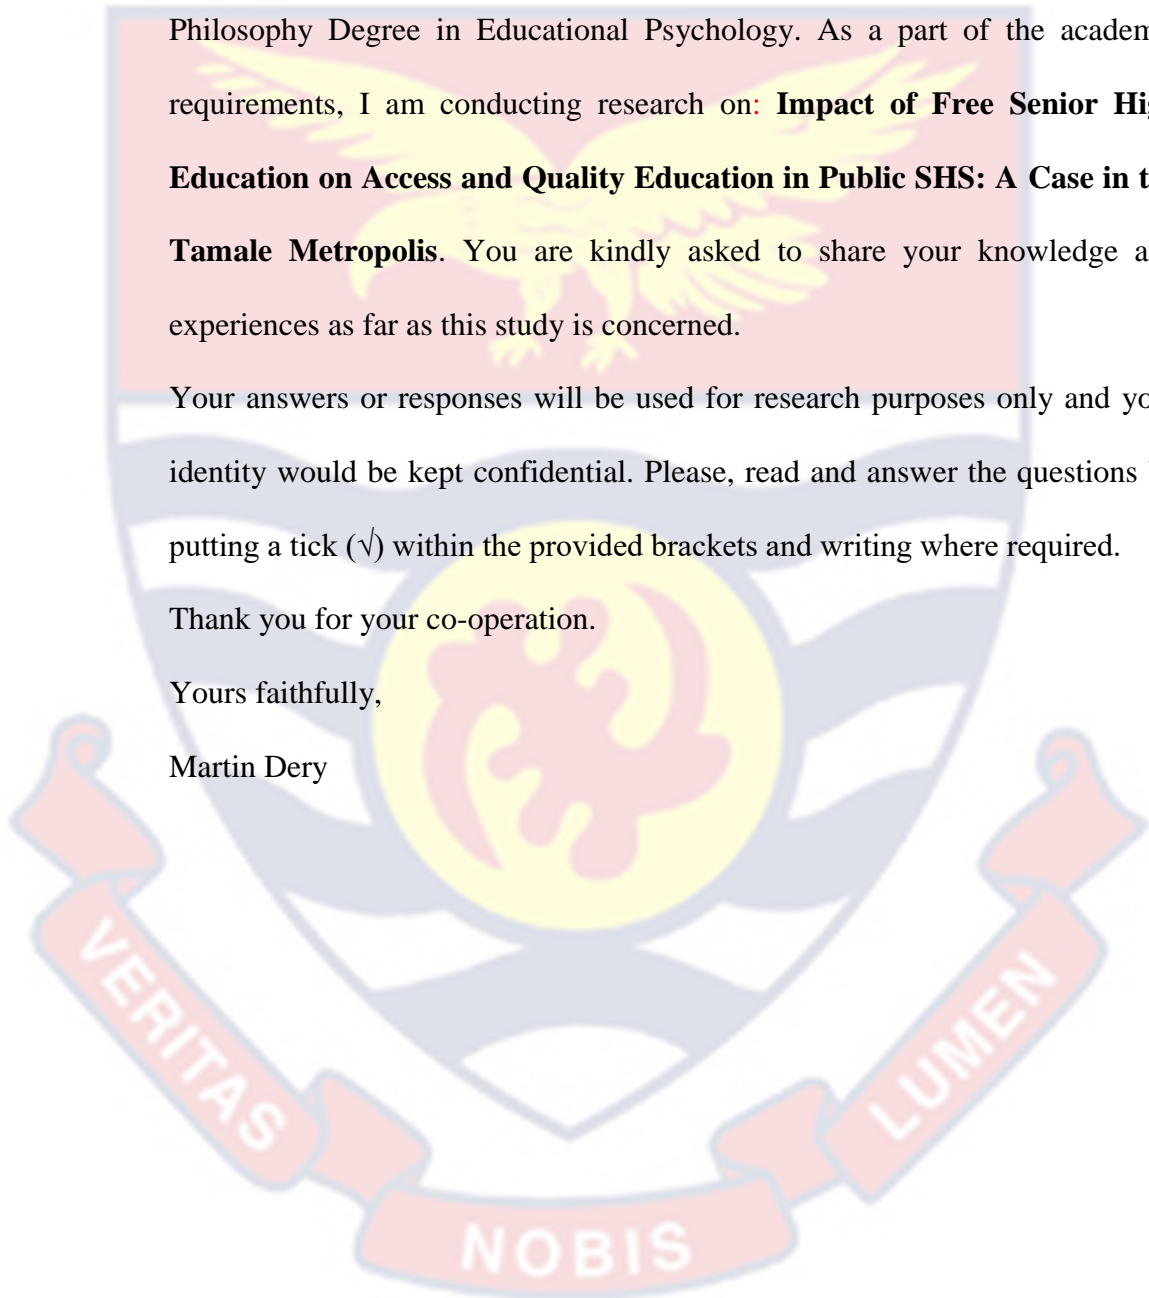 Philosophy Degree in Educational Psychology. As a part of the academ
requirements, I am conducting research on: Impact of Free Senior Hig
Education on Access and Quality Education in Public SHS: A Case in t
Tamale Metropolis. You are kindly asked to share your knowledge a
experiences as far as this study is concerned.
Your answers or responses will be used for research purposes only and yo
identity would be kept confidential. Please, read and answer the questions
putting a tick (√) within the provided brackets and writing where required.
Thank you for your co-operation.
Yours faithfully,
Martin Dery
VERITAS
NOBIS
LUMEN